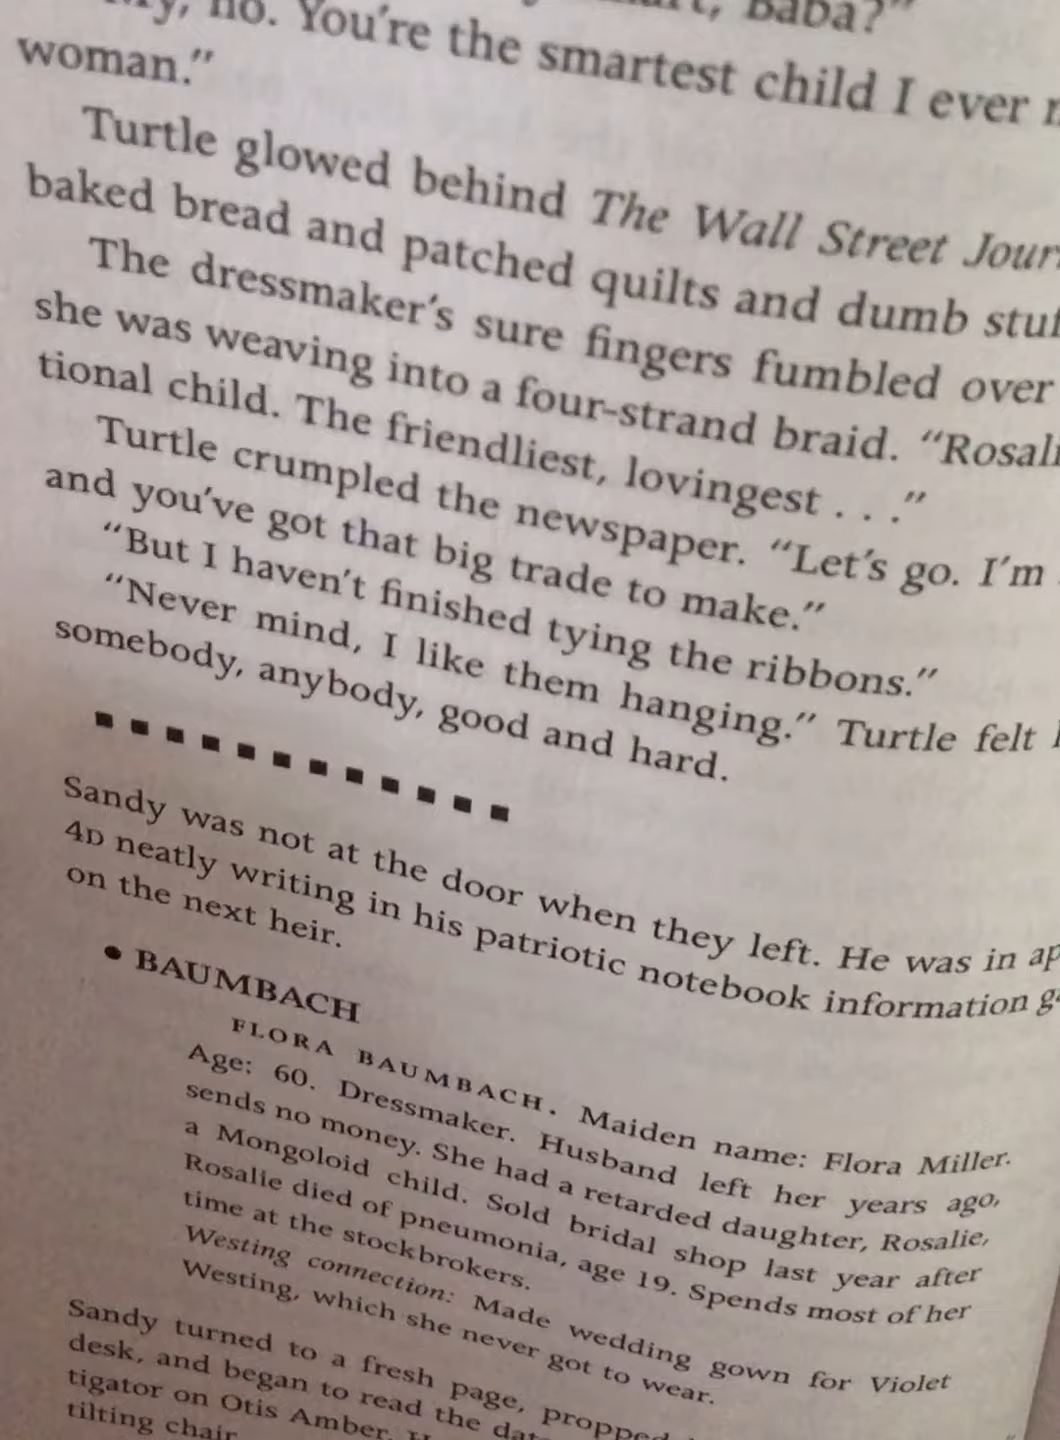 no. You're the smartest child I ever
woman."
Turtle glowed behind The Wall Street
baked bread and patched quilts and dumb
The dressmaker's sure fingers fumbled over
she was weaving into a four-strand braid. "
tional child. The friendliest, lovingest . . ."
Turtle crumpled the newspaper. "Let's go. I'm
and you've got that big trade to make."
"But I haven't finished tying the ribbons."
"Never mind, I like them hanging." Turtle felt
somebody, anybody, good and hard.
Sandy was not at the door when they left. He was in
4D neatly writing in his patriotic notebook information
on the next heir.
• BAUMBACH
FLORA BAUMBACH. Maiden name: Flora Miller.
Age: 60. Dressmaker. Husband left her years ago,
sends no money. She had a retarded daughter, Rosalie,
a Mongoloid child. Sold bridal shop last year after
Rosalie died of pneumonia, age 19. Spends most of her
time at the stockbrokers.
Westing connection: Made wedding gown for Violet
Westing, which she never got to wear.
Sandy turned to a fresh page,
desk, and began to read the
tigator on Otis Amber.
tilting chair